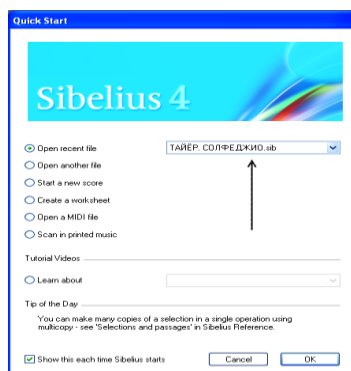 Quick Start
Sibelius 4
Open recent file
ТАЙЁР. СОЛФЕДЖИО.sib
Open another file
Start a new score
Create a worksheet
Open a MIDI file
Scan in printed music
Tutorial Videos
Learn about
Tip of the Day
You can make many copies of a selection in a single operation using
multicopy - see 'Selections and passages' in Sibelius Reference.
Show this each time Sibelius starts
Cancel
OK